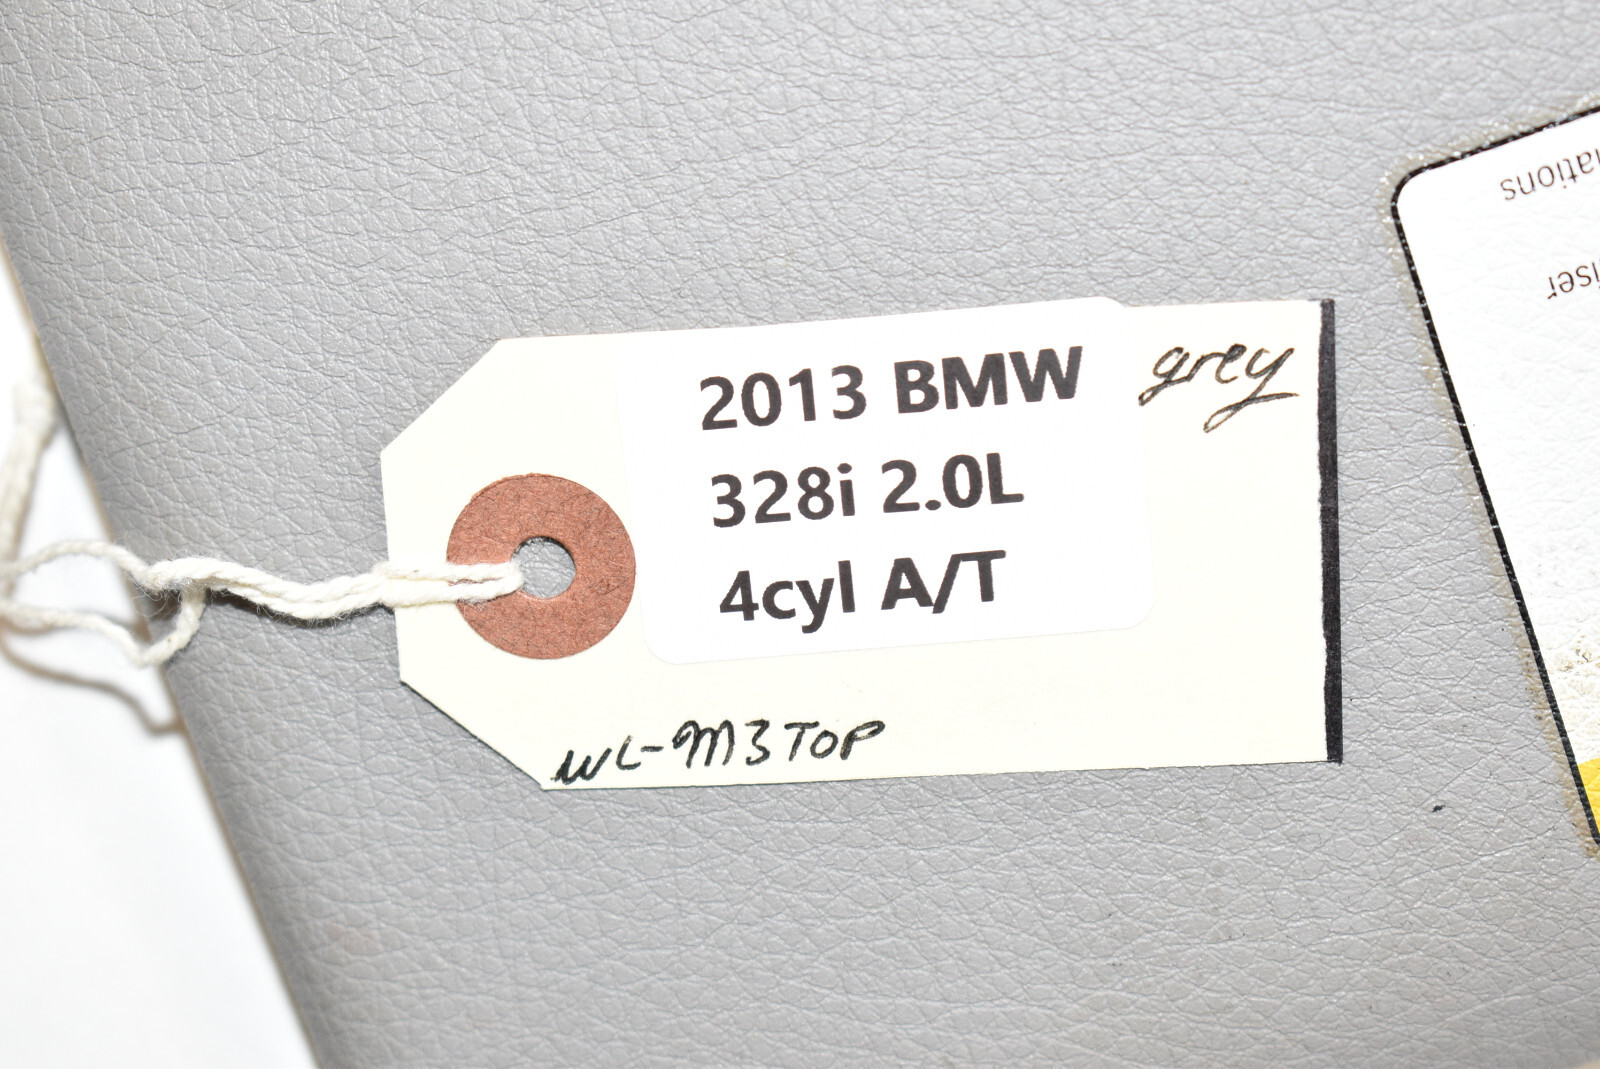 2013 BMW
328i 2.0L
4cyl A/T
grey
WL-M3TOP